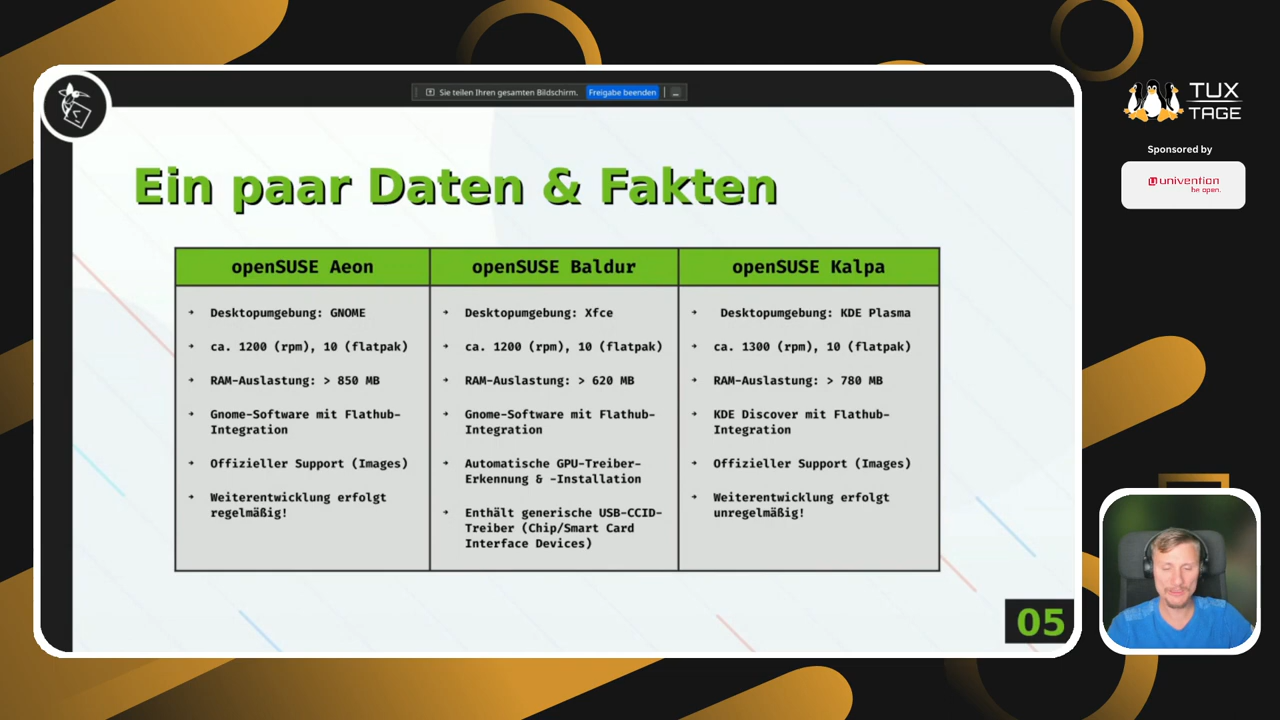 Sie teilen Ihren gesamten Bildschirm. Freigabe beenden
TUX
TAGE
Sponsored by
univention
be open.
Ein paar Daten & Fakten
openSUSE Aeon
Desktopumgebung: GNOME
ca. 1200 (rpm), 10 (flatpak)
RAM-Auslastung: > 850 MB
Gnome-Software mit Flathub-
Integration
Offizieller Support (Images)
Weiterentwicklung erfolgt
regelmäßig!
openSUSE Baldur
Desktopumgebung: Xfce
ca. 1200 (rpm), 10 (flatpak)
RAM-Auslastung: > 620 MB
Gnome-Software mit Flathub-
Integration
Automatische GPU-Treiber-
Erkennung & -Installation
Enthält generische USB-CCID-
Treiber (Chip/Smart Card
Interface Devices)
openSUSE Kalpa
Desktopumgebung: KDE Plasma
ca. 1300 (rpm), 10 (flatpak)
RAM-Auslastung: > 780 MB
KDE Discover mit Flathub-
Integration
Offizieller Support (Images)
Weiterentwicklung erfolgt
unregelmäßig!
05